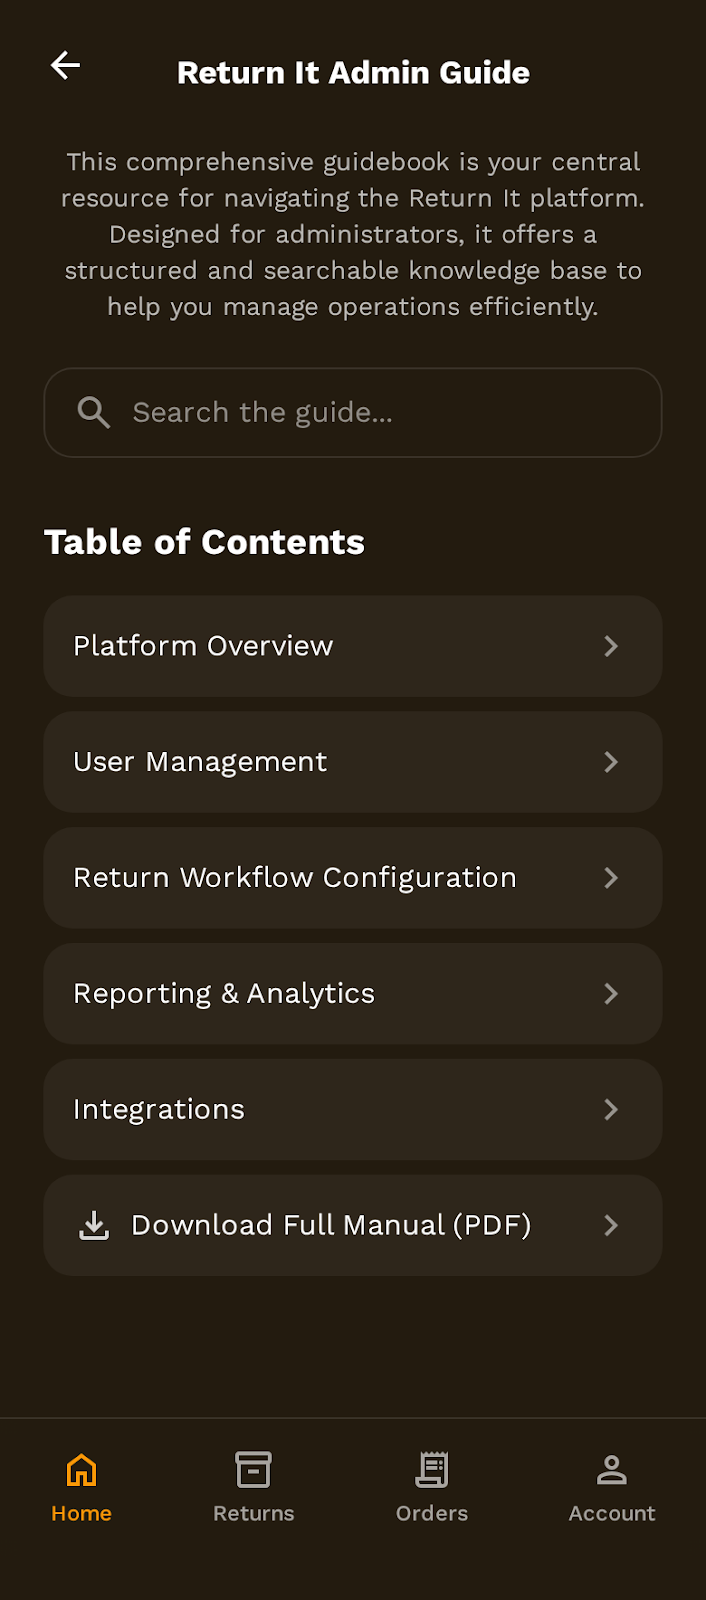 Return It Admin Guide
This comprehensive guidebook is your central
resource for navigating the Return It platform.
Designed for administrators, it offers a
structured and searchable knowledge base to
help you manage operations efficiently.
Search the guide...
Table of Contents
Platform Overview
User Management
Return Workflow Configuration
Reporting & Analytics
Integrations
Download Full Manual (PDF)
Home
Returns
Orders
Account